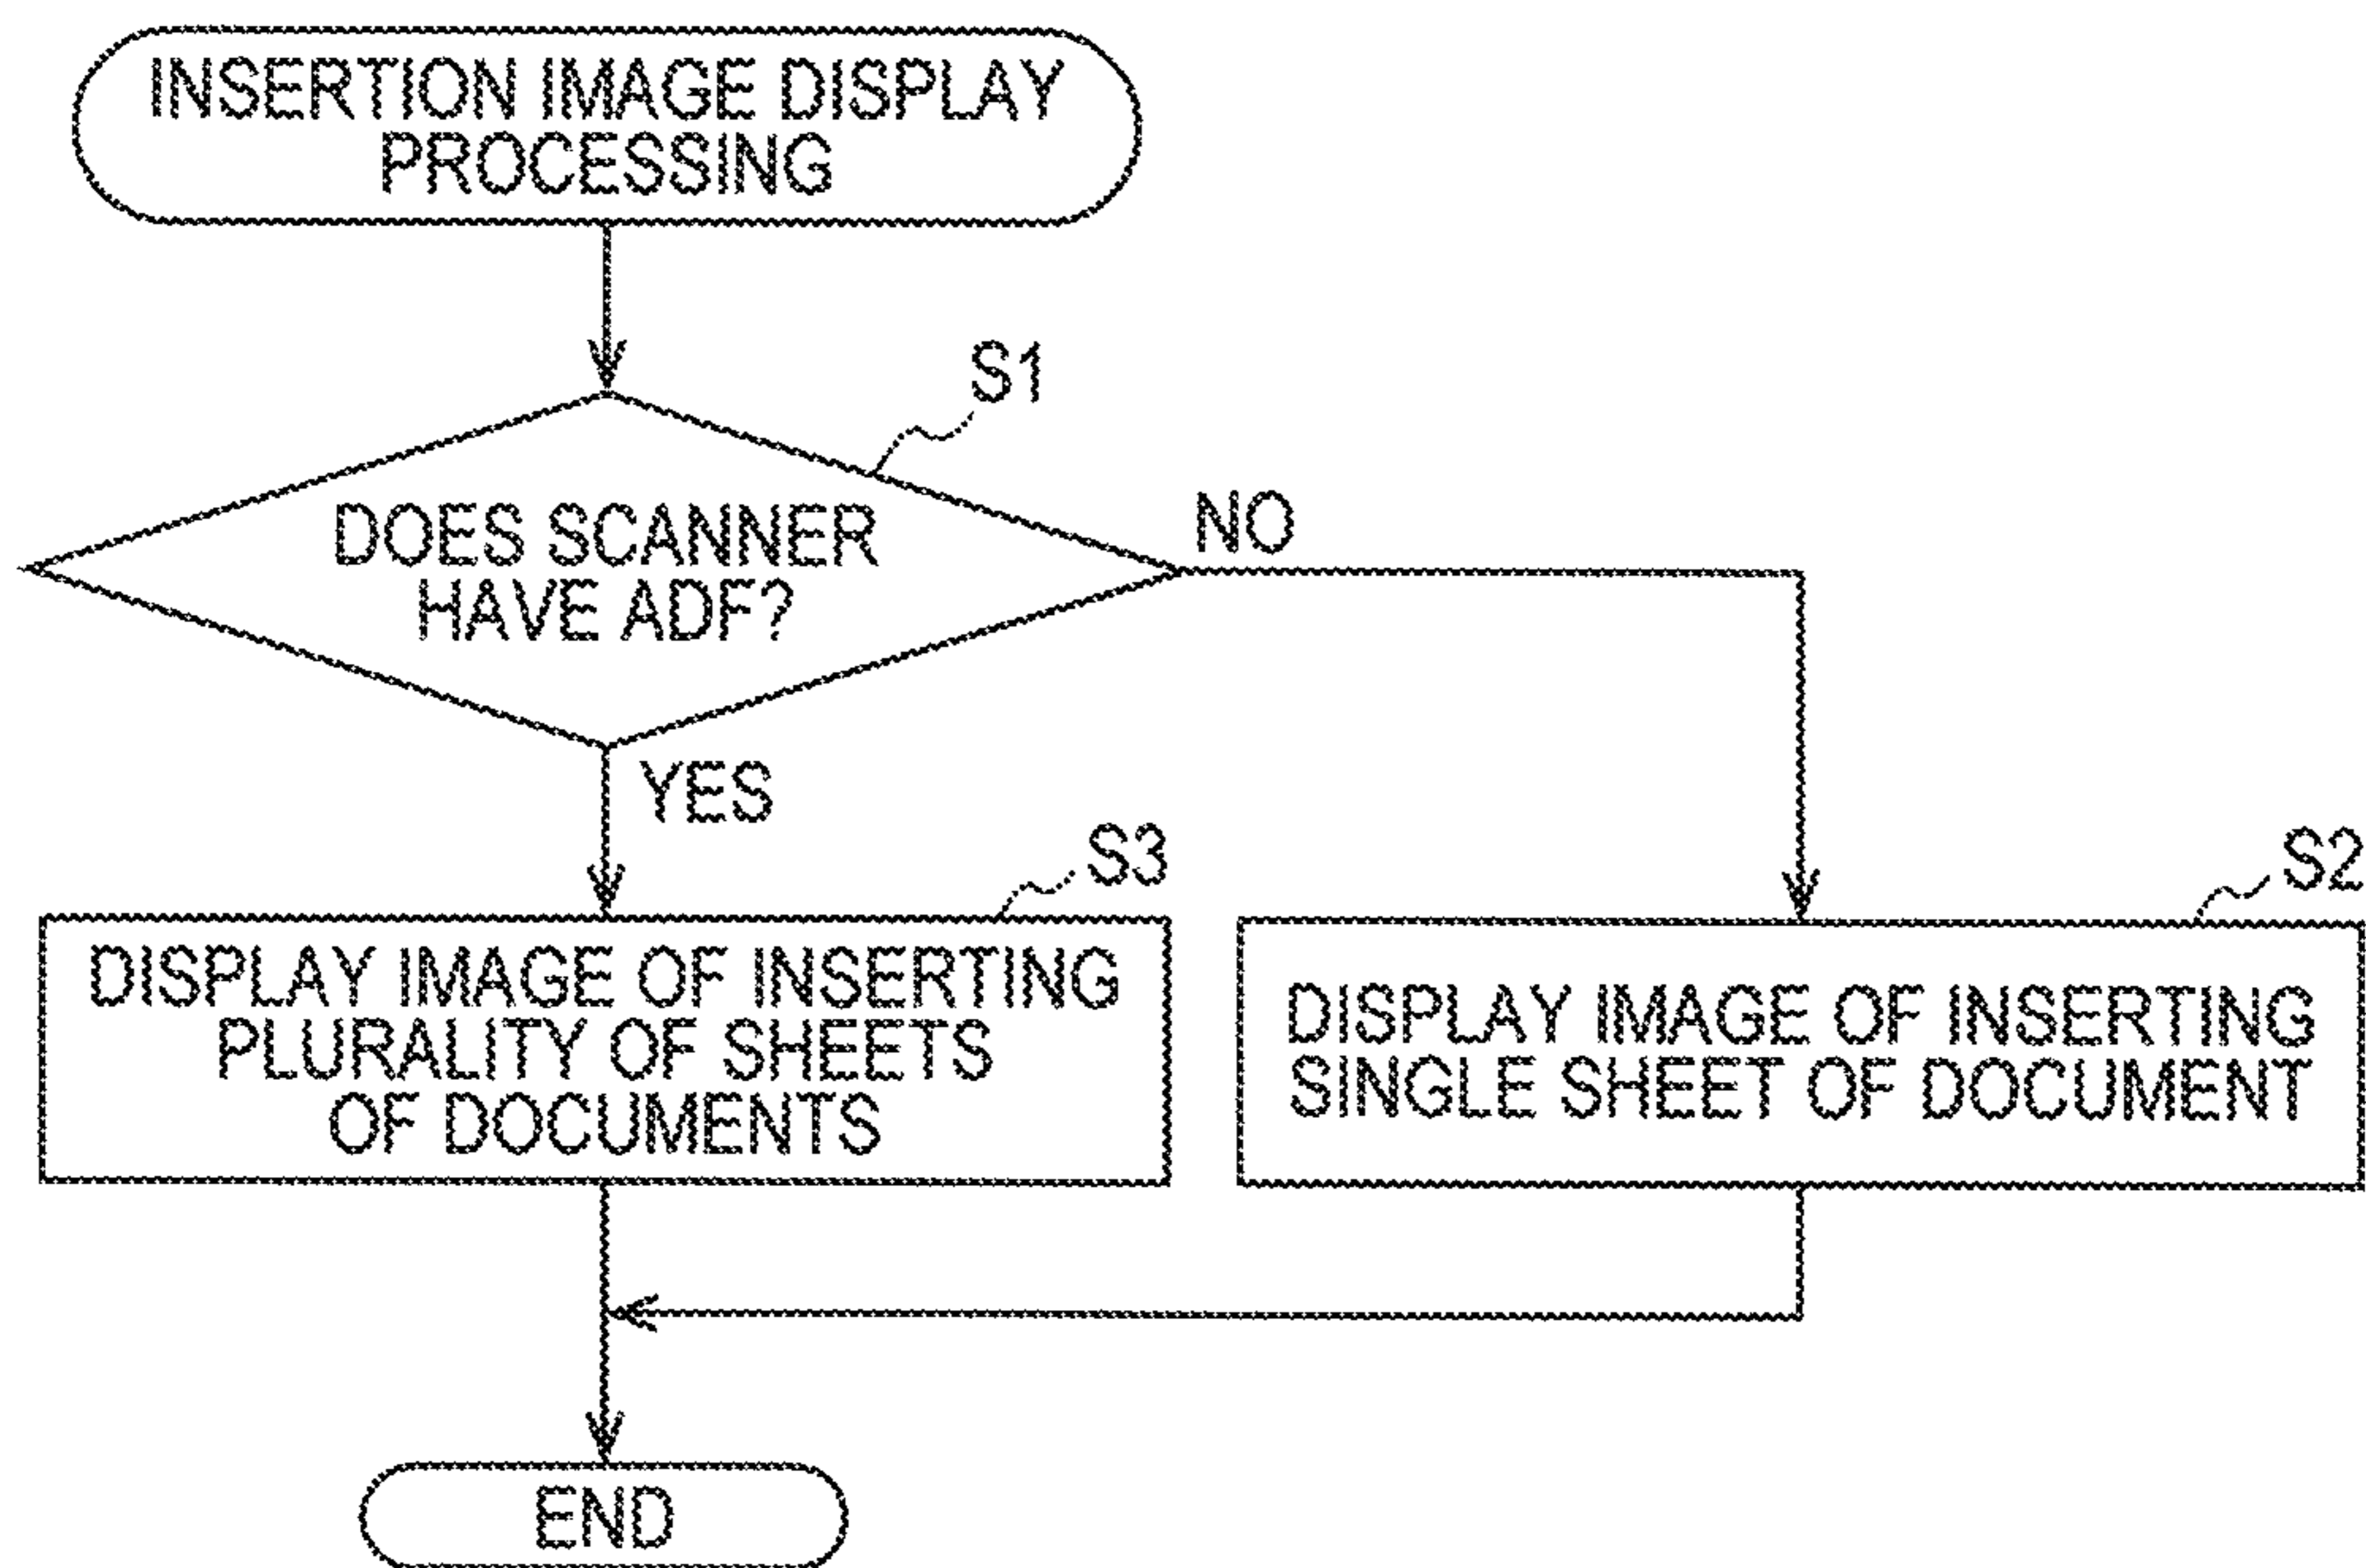 INSERTION IMAGE DISPLAY
PROCESSING
S1
DOES SCANNER
HAVE ADF?
NO
YES
S3
DISPLAY IMAGE OF INSERTING
PLURALITY OF SHEETS
OF DOCUMENTS
S2
DISPLAY IMAGE OF INSERTING
SINGLE SHEET OF DOCUMENT
END